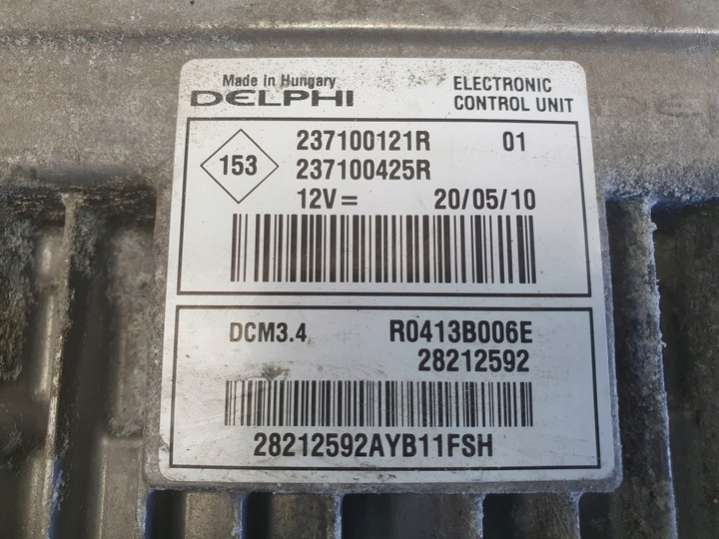 Made in Hungary
DELPHI
ELECTRONIC
CONTROL UNIT
153
237100121R 01
237100425R
12V= 20/05/10
DCM3.4 R0413B006E
28212592
28212592AYB11FSH